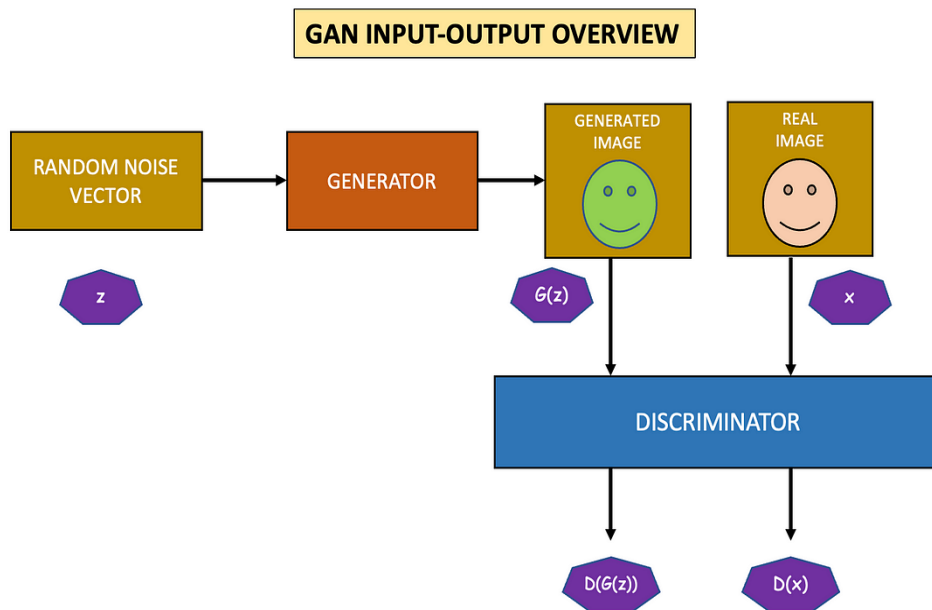 GAN INPUT-OUTPUT OVERVIEW
RANDOM NOISE
VECTOR
GENERATOR
GENERATED
IMAGE
REAL
IMAGE
z
G(z)
x
DISCRIMINATOR
D(G(z))
D(x)